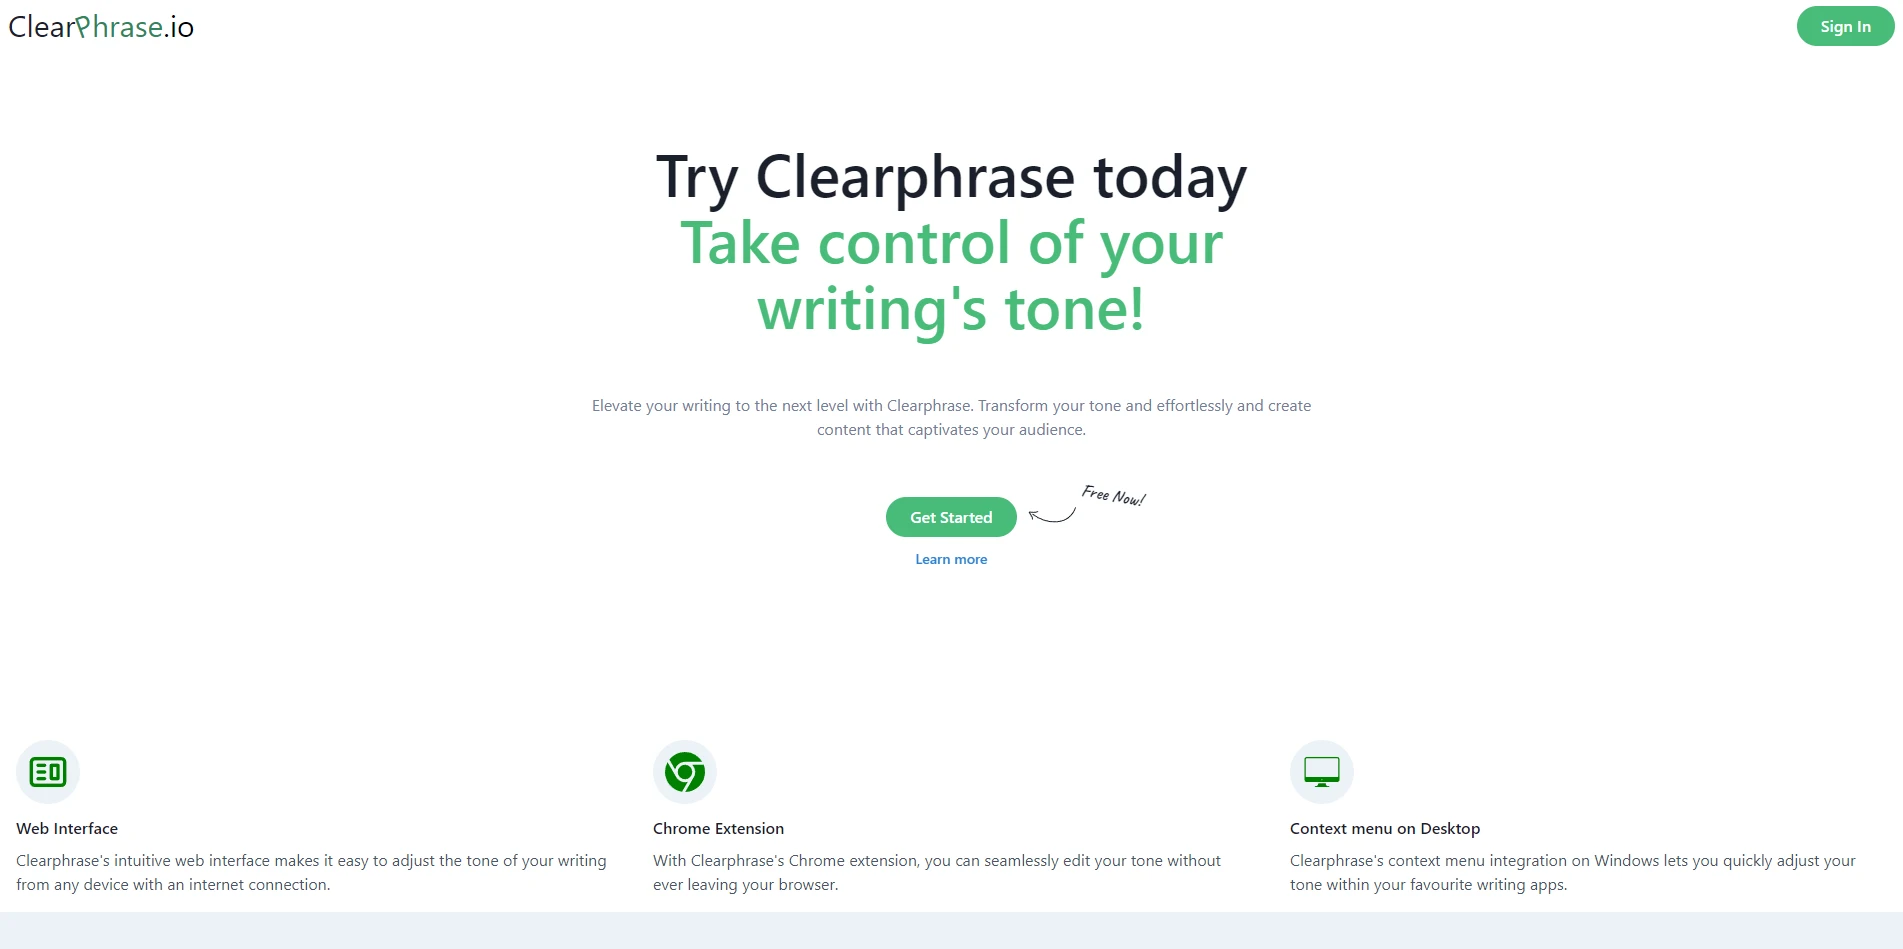 ClearPhrase.io
Sign In
Try Clearphrase today
Take control of your
writing's tone!
Elevate your writing to the next level with Clearphrase. Transform your tone and effortlessly and create
content that captivates your audience.
Free Now!
Get Started
Learn more
Web Interface
Clearphrase's intuitive web interface makes it easy to adjust the tone of your writing
from any device with an internet connection.
Chrome Extension
With Clearphrase's Chrome extension, you can seamlessly edit your tone without
ever leaving your browser.
Context menu on Desktop
Clearphrase's context menu integration on Windows lets you quickly adjust your
tone within your favourite writing apps.